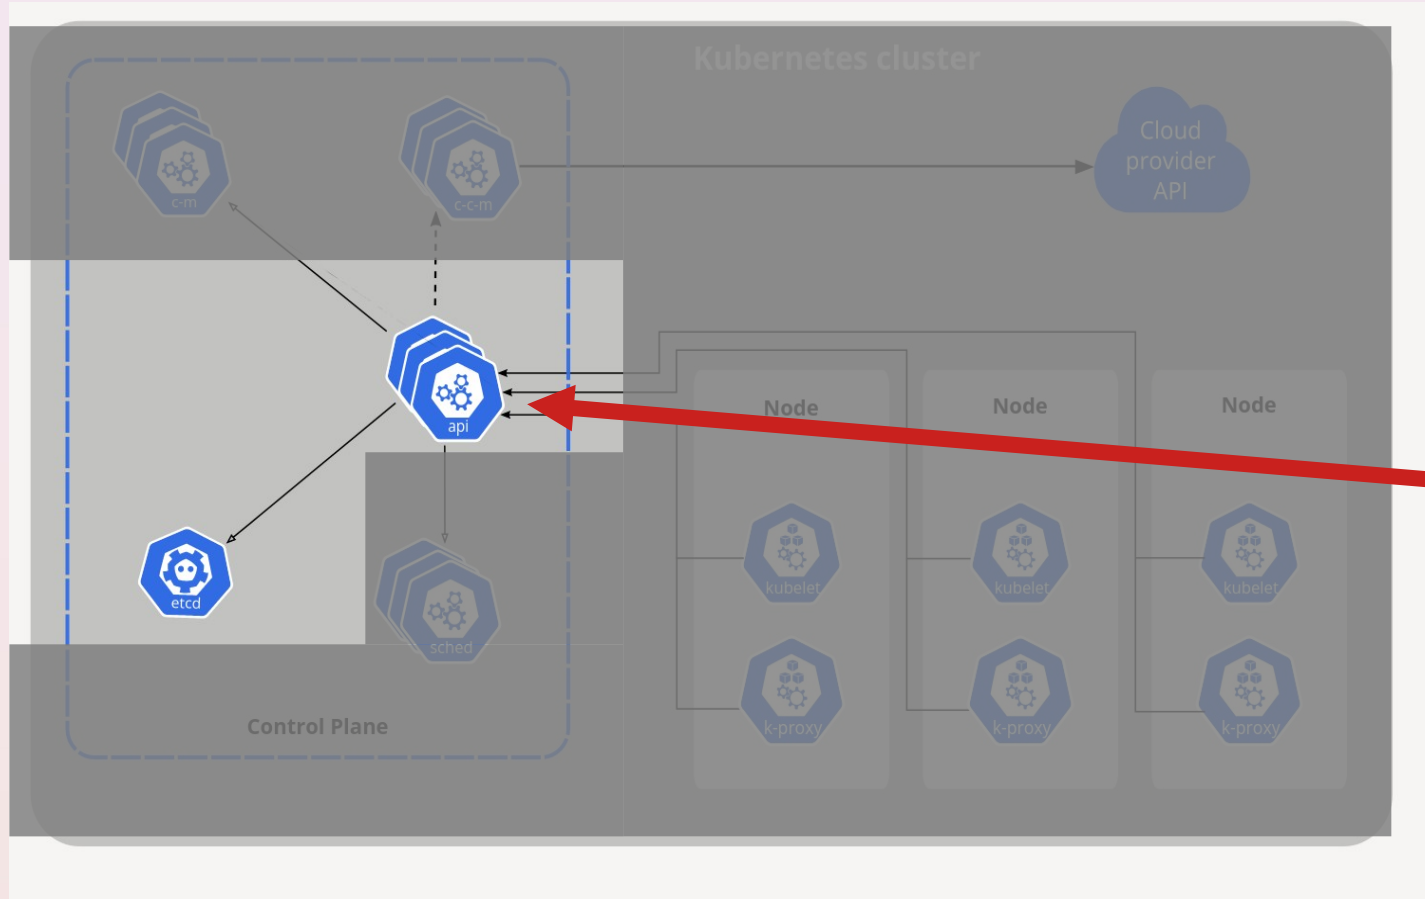 Kubernetes cluster
c-m
c-c-m
Cloud
provider
API
api
Node
Node
Node
etcd
sched
kubelet
kubelet
kubelet
Control Plane
k-proxy
k-proxy
k-proxy